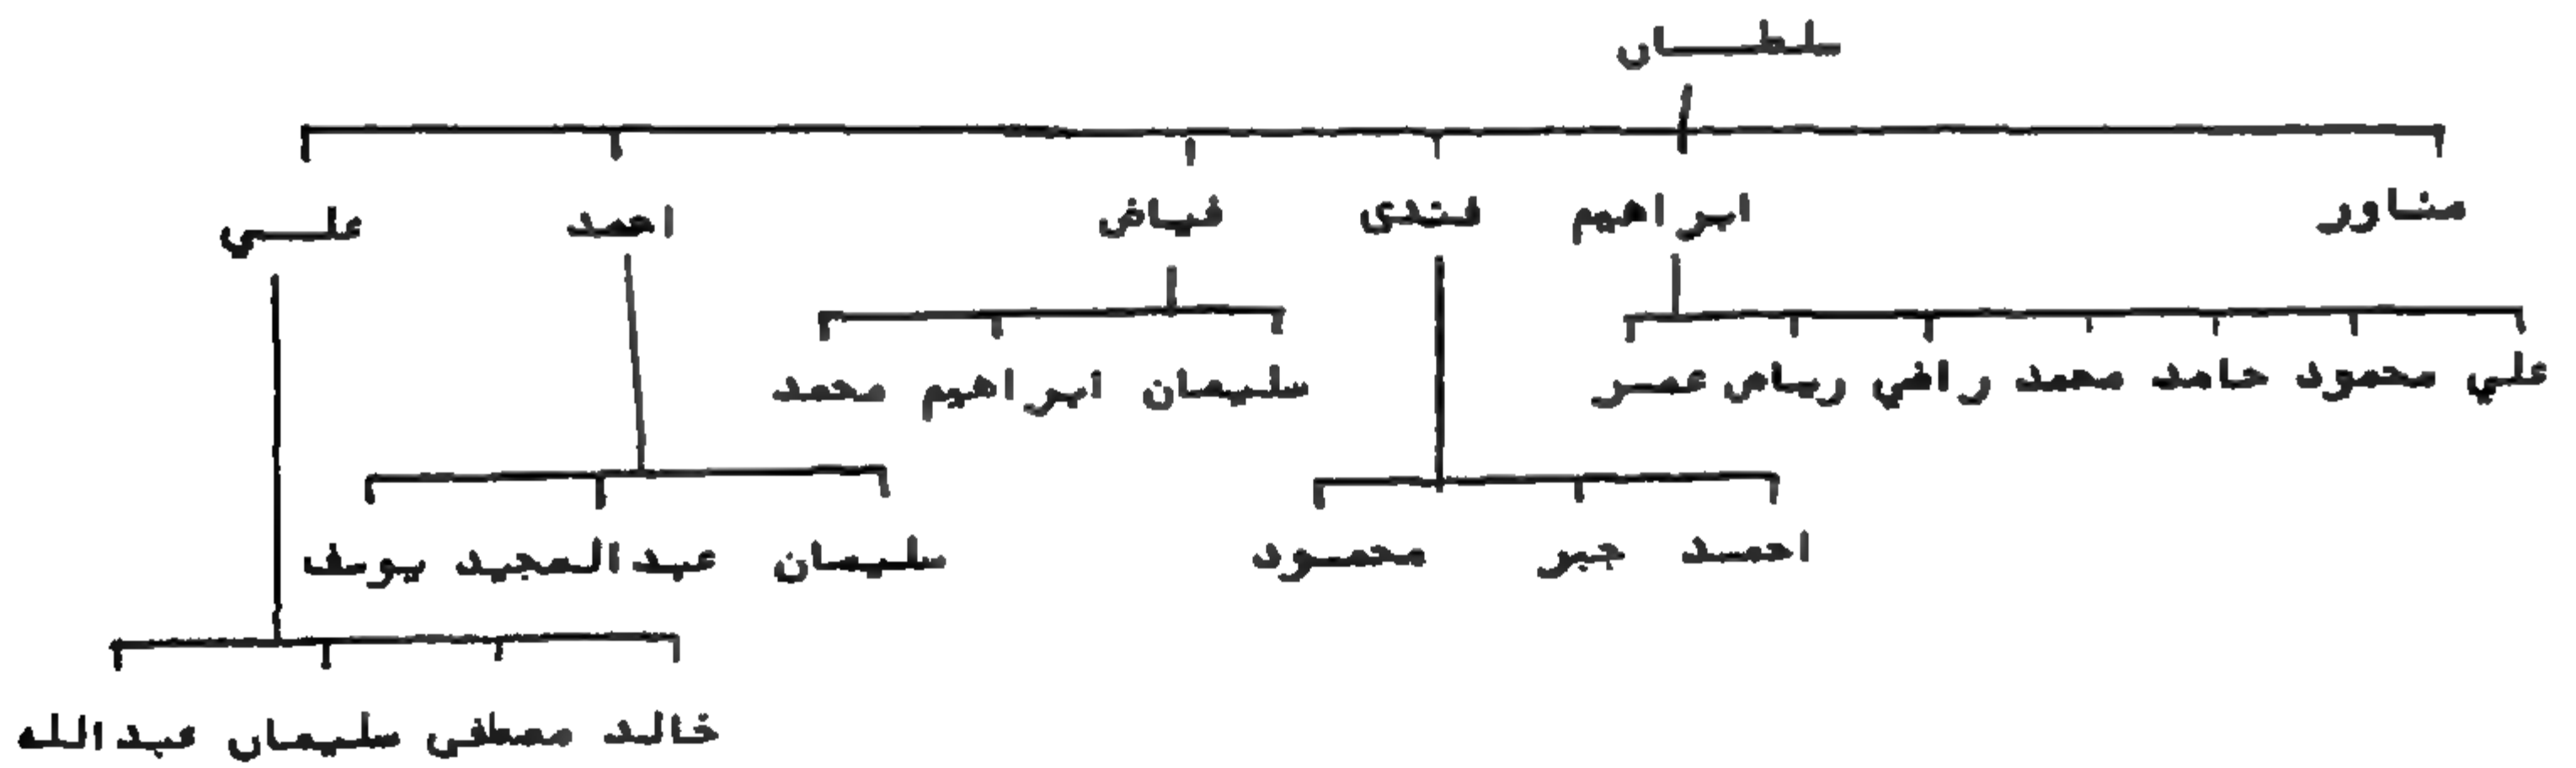 سلطان
مناور ابراهيم فندى فياض احمد علي
علي محمود حامد محمد راضي رياض عمر سليمان ابراهيم محمد
احمد جبر محمود سليمان عبدالمجيد يوسف
خالد مصطفى سليمان عبدالله